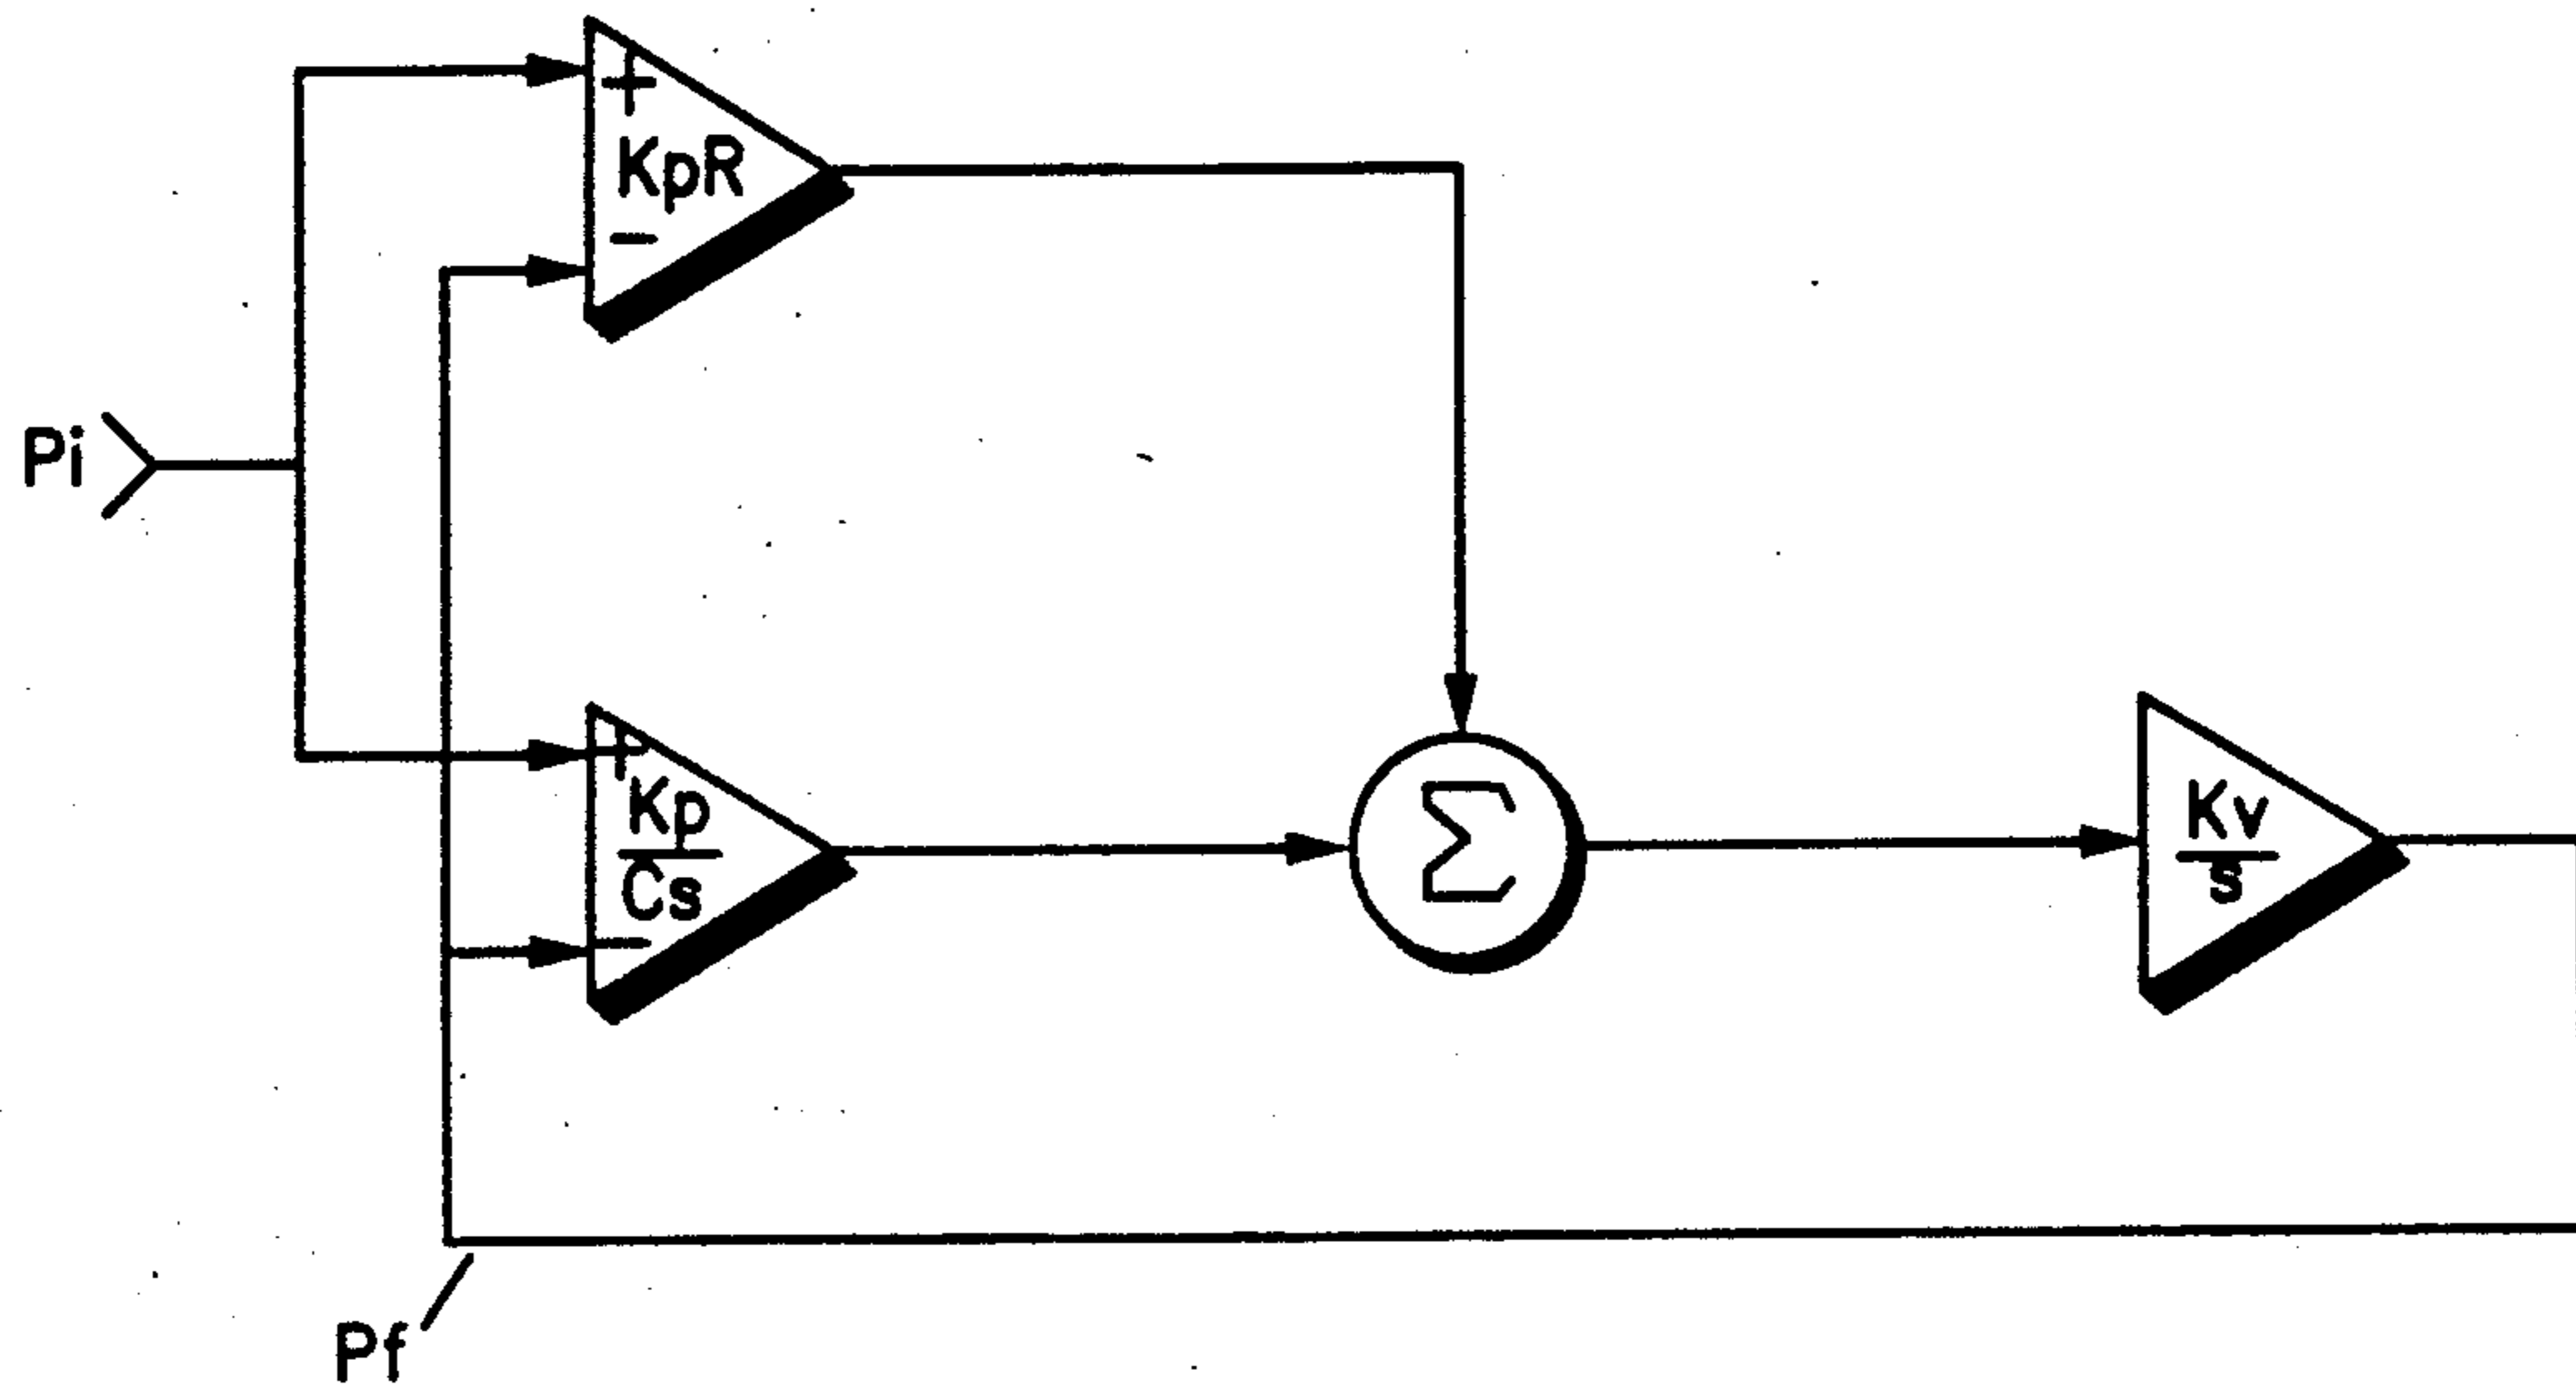 +
KpR
−
Pi
+
Kp
Cs
−
Σ
Kv
s
Pf